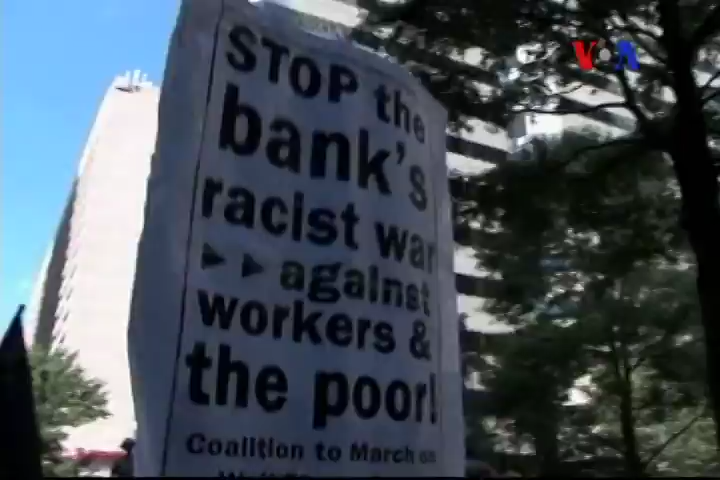 VOA
STOP the
bank's
racist war
▸▸ against
workers &
the poor!
Coalition to March on